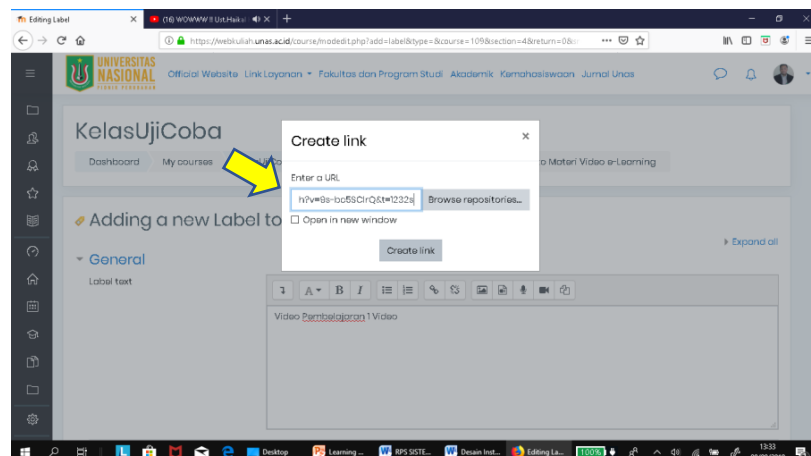 Editing Label
(16) WOWWW!! Ust.Haikal
https://webkuliah.unas.ac.id/course/modedit.php?add=label&type=&course=109&section=4&return=0&
UNIVERSITAS
NASIONAL
PIONIR PERUBAHAN
Official Website Link Layanan Fakultas dan Program Studi Akademik Kemahasiswaan Jurnal Unas
KelasUjiCoba
Dashboard My courses o Materi Video e-Learning
Create link
×
Enter a URL
Browse repositories...
Open in new window
Create link
Adding a new Label to
Expand all
General
Label text
A B I
Video Pembelajaran 1 Video
Desktop Learning ... RPS SISTE... Desain Inst... Editing La... 100%
13:33